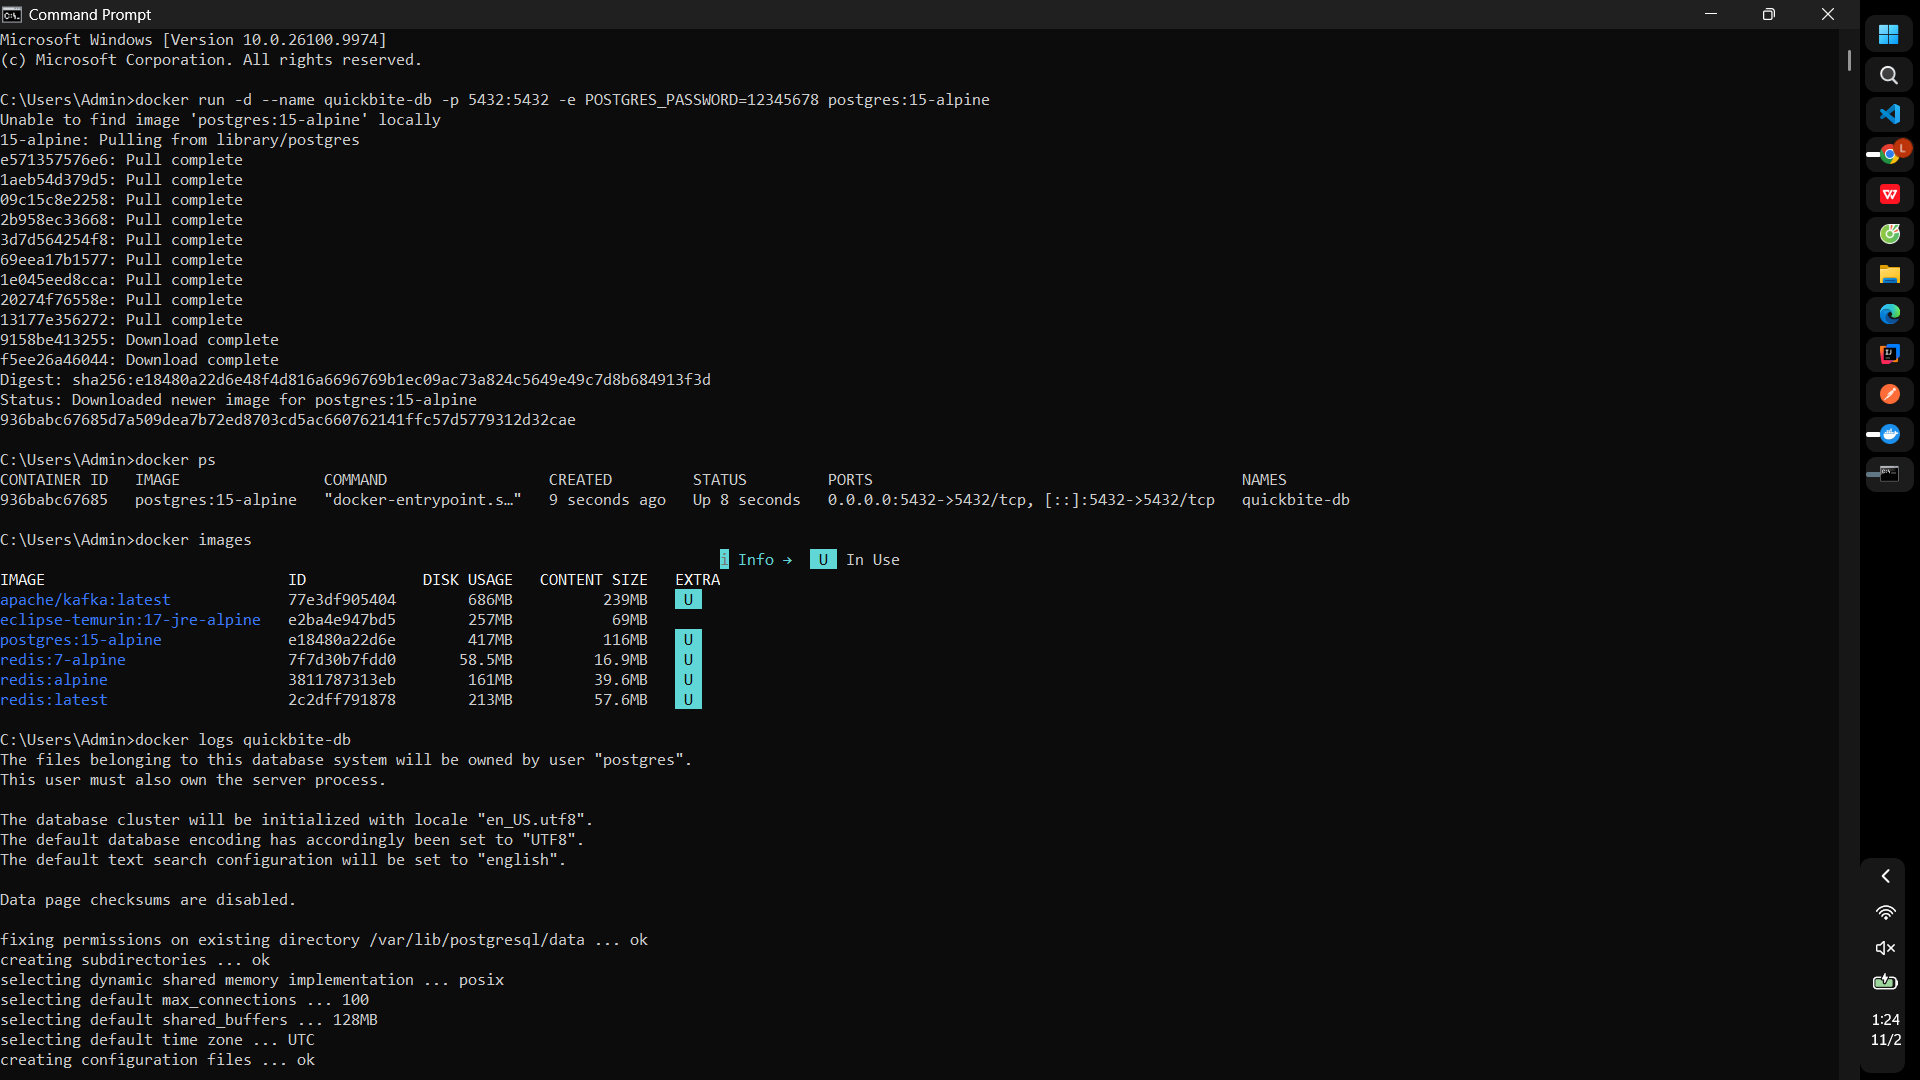 Command Prompt
Microsoft Windows [Version 10.0.26100.9974]
(c) Microsoft Corporation. All rights reserved.
C:\Users\Admin>docker run -d --name quickbite-db -p 5432:5432 -e POSTGRES_PASSWORD=12345678 postgres:15-alpine
Unable to find image 'postgres:15-alpine' locally
15-alpine: Pulling from library/postgres
e571357576e6: Pull complete
1aeb54d379d5: Pull complete
09c15c8e2258: Pull complete
2b958ec33668: Pull complete
3d7d564254f8: Pull complete
69eea17b1577: Pull complete
1e045eed8cca: Pull complete
20274f76558e: Pull complete
13177e356272: Pull complete
9158be413255: Download complete
f5ee26a46044: Download complete
Digest: sha256:e18480a22d6e48f4d816a6696769b1ec09ac73a824c5649e49c7d8b684913f3d
Status: Downloaded newer image for postgres:15-alpine
936babc67685d7a509dea7b72ed8703cd5ac660762141ffc57d5779312d32cae
C:\Users\Admin>docker ps
CONTAINER ID   IMAGE                COMMAND                  CREATED         STATUS         PORTS                                         NAMES
936babc67685   postgres:15-alpine   "docker-entrypoint.s…"   9 seconds ago   Up 8 seconds   0.0.0.0:5432->5432/tcp, [::]:5432->5432/tcp   quickbite-db
C:\Users\Admin>docker images
i Info →   U  In Use
IMAGE                           ID             DISK USAGE   CONTENT SIZE   EXTRA
apache/kafka:latest             77e3df905404        686MB          239MB    U
eclipse-temurin:17-jre-alpine   e2ba4e947bd5        257MB           69MB
postgres:15-alpine              e18480a22d6e        417MB          116MB    U
redis:7-alpine                  7f7d30b7fdd0       58.5MB         16.9MB    U
redis:alpine                    3811787313eb        161MB         39.6MB    U
redis:latest                    2c2dff791878        213MB         57.6MB    U
C:\Users\Admin>docker logs quickbite-db
The files belonging to this database system will be owned by user "postgres".
This user must also own the server process.
The database cluster will be initialized with locale "en_US.utf8".
The default database encoding has accordingly been set to "UTF8".
The default text search configuration will be set to "english".
Data page checksums are disabled.
fixing permissions on existing directory /var/lib/postgresql/data ... ok
creating subdirectories ... ok
selecting dynamic shared memory implementation ... posix
selecting default max_connections ... 100
selecting default shared_buffers ... 128MB
selecting default time zone ... UTC
creating configuration files ... ok
L
1:24
11/2